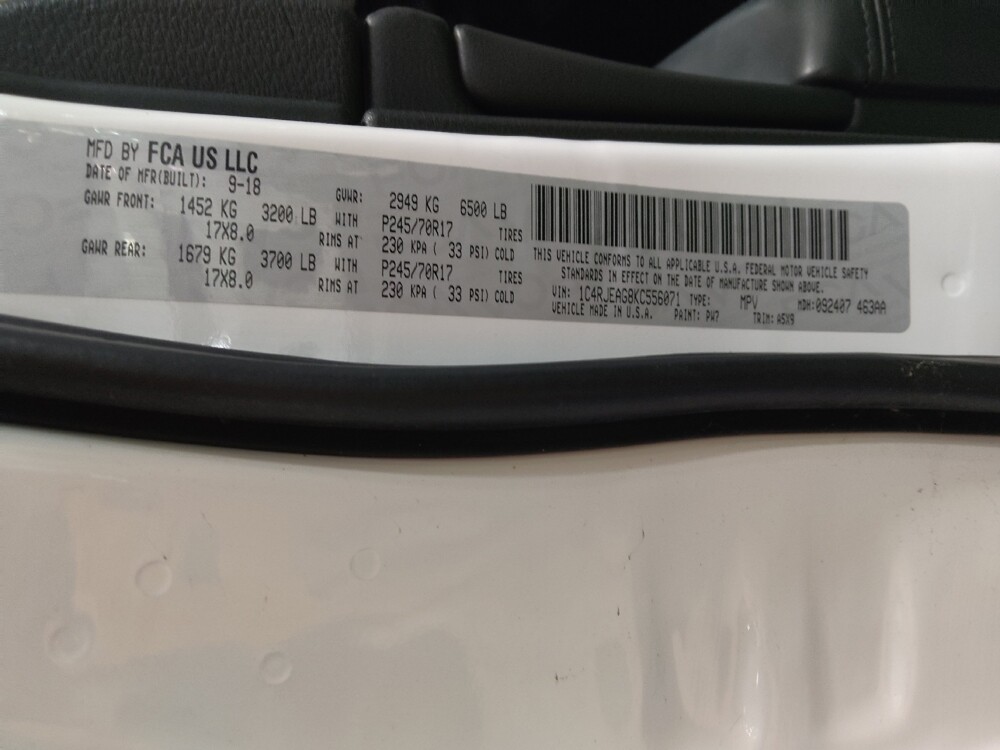 MFD BY FCA US LLC
DATE OF MFR(BUILT): 9-18
GAWR FRONT: 1452 KG 3200 LB
17X8.0
GAWR REAR: 1679 KG 3700 LB
17X8.0
GVWR: 2949 KG 6500 LB
WITH P245/70R17 TIRES
RIMS AT 230 KPA ( 33 PSI) COLD
WITH P245/70R17 TIRES
RIMS AT 230 KPA ( 33 PSI) COLD
THIS VEHICLE CONFORMS TO ALL APPLICABLE U.S.A. FEDERAL MOTOR VEHICLE SAFETY
STANDARDS IN EFFECT ON THE DATE OF MANUFACTURE SHOWN ABOVE.
VIN: 1C4RJEAG8KC556071 TYPE: MPV MDH:092407 463AA
VEHICLE MADE IN U.S.A. PAINT: PW7 TRIM: A5X9